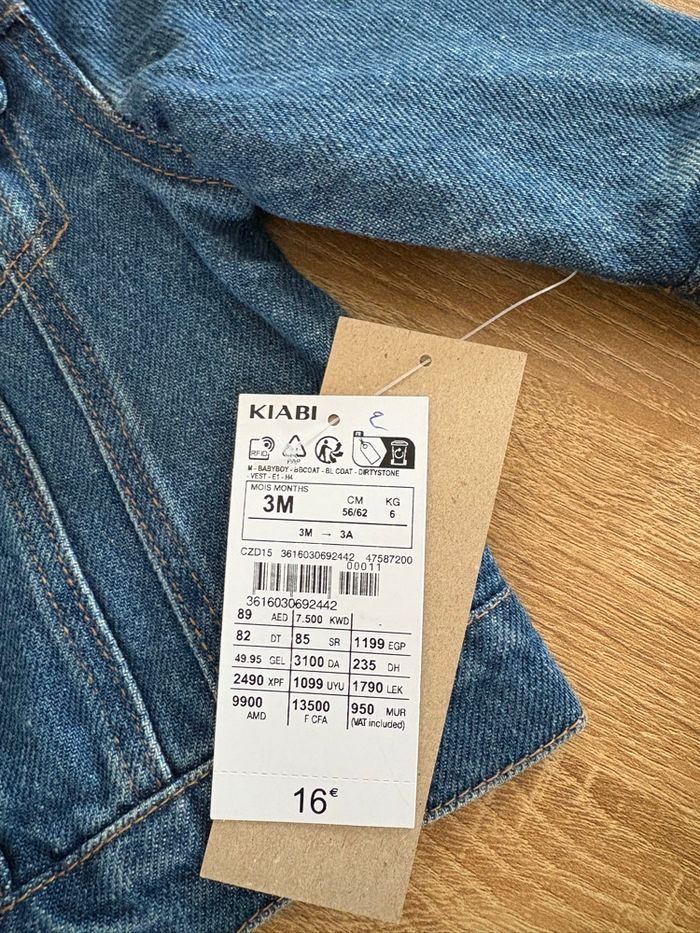 KIABI
RFID
PAP
FR
M - BABYBOY - BBCOAT - BL COAT - DIRTYSTONE
- VEST - E1 - H4
MOIS MONTHS
3M
CM
56/62
KG
6
3M → 3A
CZD15 3616030692442 47587200
00011
3616030692442
89 AED 7.500 KWD
82 DT 85 SR 1199 EGP
49.95 GEL 3100 DA 235 DH
2490 XPF 1099 UYU 1790 LEK
9900 AMD 13500 F CFA 950 MUR
(VAT included)
16€